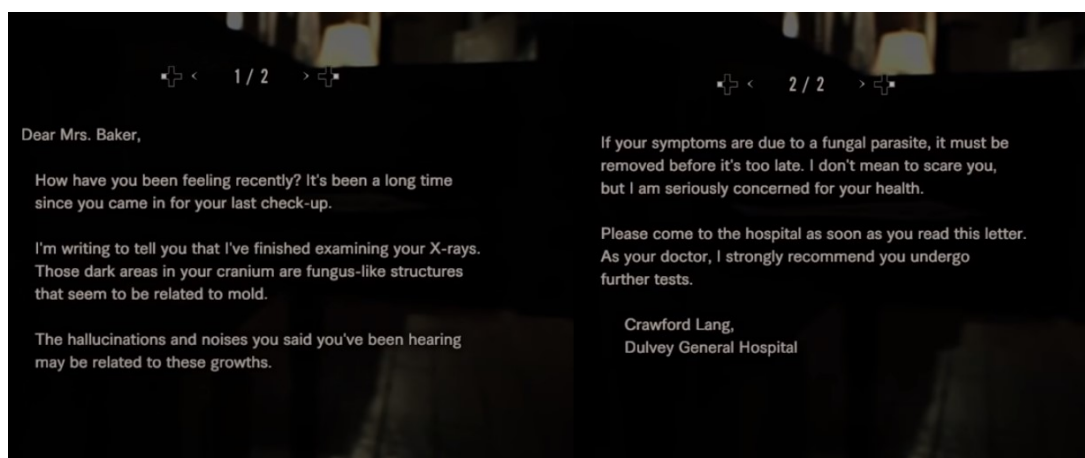 < 1 / 2 >
Dear Mrs. Baker,
How have you been feeling recently? It's been a long time
since you came in for your last check-up.
I'm writing to tell you that I've finished examining your X-rays.
Those dark areas in your cranium are fungus-like structures
that seem to be related to mold.
The hallucinations and noises you said you've been hearing
may be related to these growths.
< 2 / 2 >
If your symptoms are due to a fungal parasite, it must be
removed before it's too late. I don't mean to scare you,
but I am seriously concerned for your health.
Please come to the hospital as soon as you read this letter.
As your doctor, I strongly recommend you undergo
further tests.
Crawford Lang,
Dulvey General Hospital